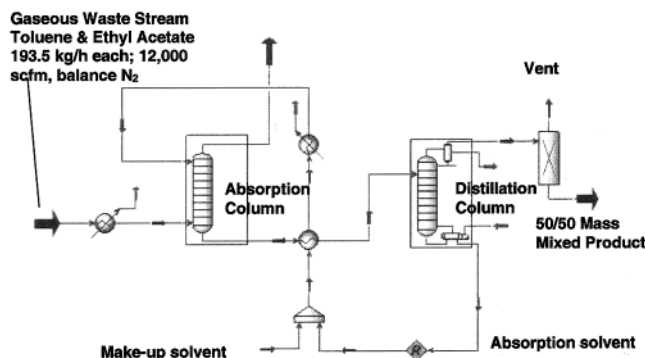 Gaseous Waste Stream
Toluene & Ethyl Acetate
193.5 kg/h each; 12,000
scfm, balance N₂
Vent
Absorption
Column
Distillation
Column
50/50 Mass
Mixed Product
Make-up solvent
R
Absorption solvent